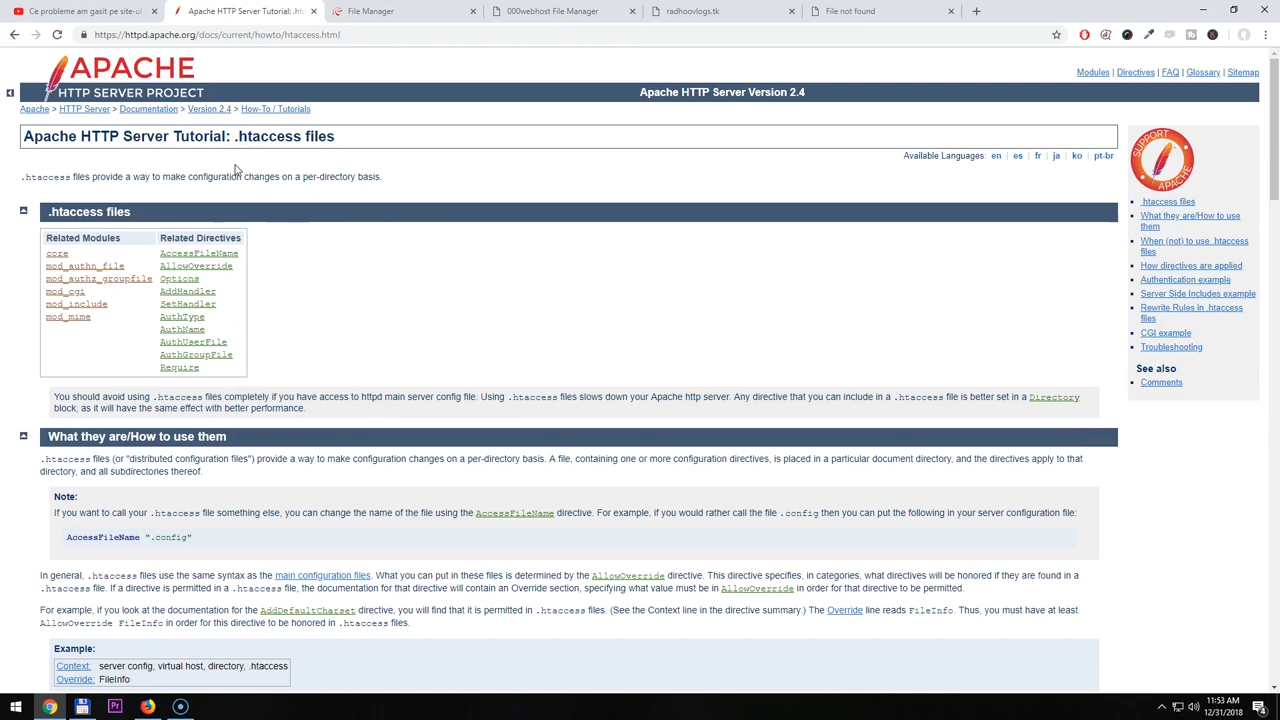 Ce probleme am gasit pe site-ul
Apache HTTP Server Tutorial: .ht
File Manager
000webhost File Manager
radhoovlogs.tk
File not found
https://httpd.apache.org/docs/current/howto/htaccess.html
APACHE
HTTP SERVER PROJECT
Modules | Directives | FAQ | Glossary | Sitemap
Apache HTTP Server Version 2.4
Apache > HTTP Server > Documentation > Version 2.4 > How-To / Tutorials
Apache HTTP Server Tutorial: .htaccess files
Available Languages: en | es | fr | ja | ko | pt-br
.htaccess files provide a way to make configuration changes on a per-directory basis.
.htaccess files
Related Modules Related Directives
core AccessFileName
mod_authn_file AllowOverride
mod_authz_groupfile Options
mod_cgi AddHandler
mod_include SetHandler
mod_mime AuthType
AuthName
AuthUserFile
AuthGroupFile
Require
You should avoid using .htaccess files completely if you have access to httpd main server config file. Using .htaccess files slows down your Apache http server. Any directive that you can include in a .htaccess file is better set in a Directory
block, as it will have the same effect with better performance.
What they are/How to use them
.htaccess files (or "distributed configuration files") provide a way to make configuration changes on a per-directory basis. A file, containing one or more configuration directives, is placed in a particular document directory, and the directives apply to that
directory, and all subdirectories thereof.
Note:
If you want to call your .htaccess file something else, you can change the name of the file using the AccessFileName directive. For example, if you would rather call the file .config then you can put the following in your server configuration file:
AccessFileName ".config"
In general, .htaccess files use the same syntax as the main configuration files. What you can put in these files is determined by the AllowOverride directive. This directive specifies, in categories, what directives will be honored if they are found in a
.htaccess file. If a directive is permitted in a .htaccess file, the documentation for that directive will contain an Override section, specifying what value must be in AllowOverride in order for that directive to be permitted.
For example, if you look at the documentation for the AddDefaultCharset directive, you will find that it is permitted in .htaccess files. (See the Context line in the directive summary.) The Override line reads FileInfo. Thus, you must have at least
AllowOverride FileInfo in order for this directive to be honored in .htaccess files.
Example:
Context: server config, virtual host, directory, .htaccess
Override: FileInfo
SUPPORT
APACHE
.htaccess files
What they are/How to use
them
When (not) to use .htaccess
files
How directives are applied
Authentication example
Server Side Includes example
Rewrite Rules in .htaccess
files
CGI example
Troubleshooting
See also
Comments
Pr
11:53 AM
12/31/2018
4